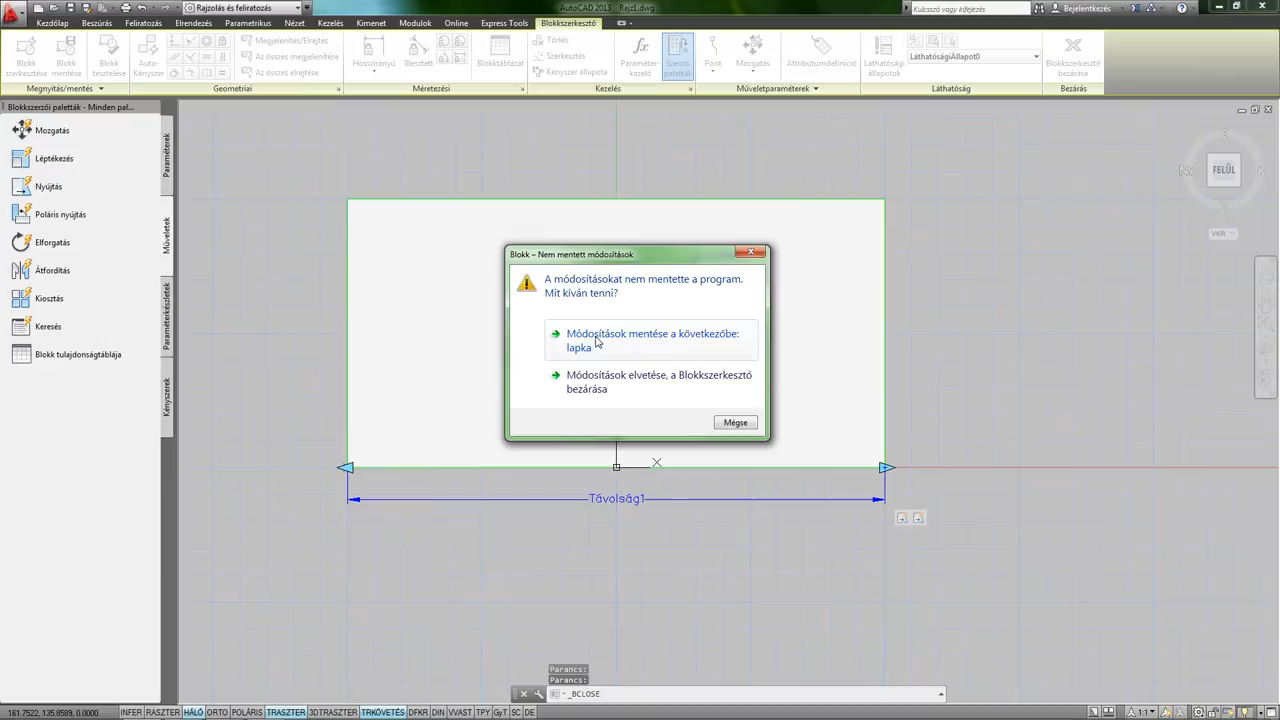 Rajzolás és feliratozás
AutoCAD 2013 Rajz1.dwg
Kulcsszó vagy kifejezés
Bejelentkezés
Kezdőlap Beszúrás Feliratozás Elrendezés Parametrikus Nézet Kezelés Kimenet Modulok Online Express Tools Blokkszerkesztő
Blokk szerkesztése
Blokk mentése
Blokk tesztelése
Auto-Kényszer
Megjelenítés/Elrejtés
Az összes megjelenítése
Az összes elrejtése
Hosszirányú
Illesztett
Blokktáblázat
Törlés
Szerkesztés
Kényszer állapota
Paraméter-kezelő
Szerzői paletták
Pont
Mozgatás
Attribútumdefiníció
Láthatósági állapotok
LáthatóságiÁllapot0
Blokkszerkesztő bezárása
Megnyitás/mentés Geometriai Méretezési Kezelés Műveletparaméterek Láthatóság Bezárás
Blokkszerzői paletták - Minden pal...
Mozgatás
Léptékezés
Nyújtás
Poláris nyújtás
Elforgatás
Átfordítás
Kiosztás
Keresés
Blokk tulajdonságtáblája
Paraméterek
Műveletek
Paraméterkészletek
Kényszerek
FELÜL
VKR
Blokk – Nem mentett módosítások
A módosításokat nem mentette a program.
Mit kíván tenni?
Módosítások mentése a következőbe:
lapka
Módosítások elvetése, a Blokkszerkesztő
bezárása
Mégse
Távolság1
Parancs:
Parancs:
_BCLOSE
161.7522, 135.8589, 0.0000 INFER RASZTER HÁLÓ ORTO POLÁRIS TRASZTER 3DTRASZTER TRKÖVETÉS DFKR DIN VVAST TPY GyT SC DE
1:1